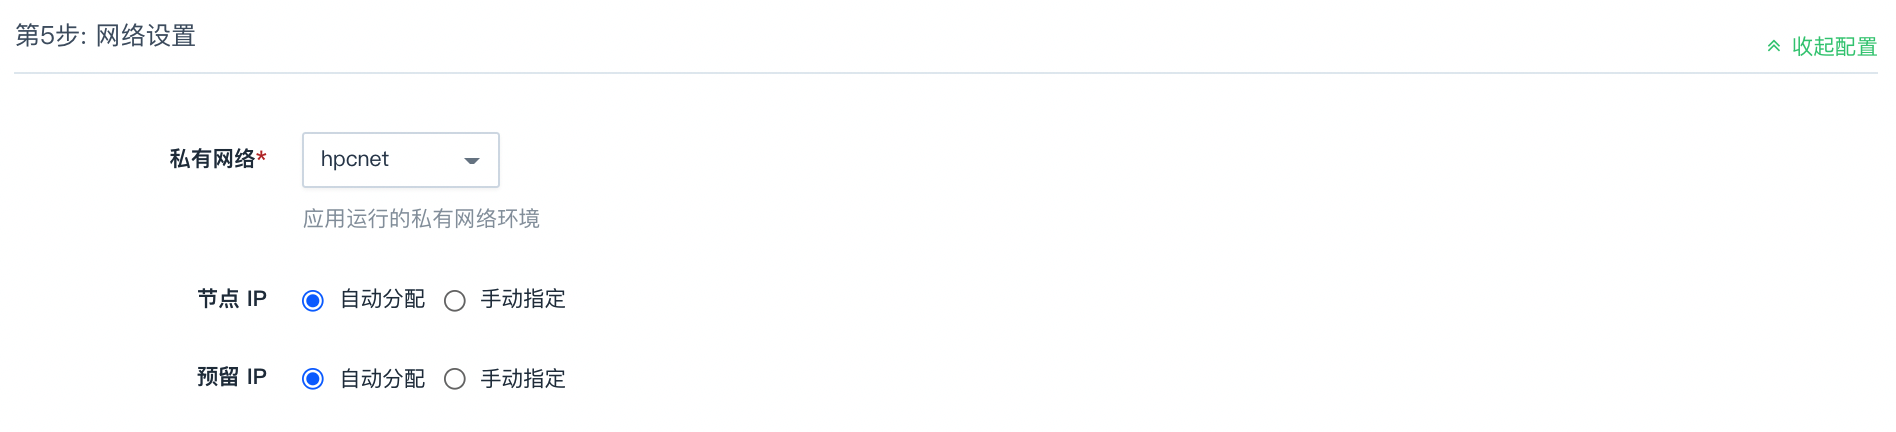 第5步: 网络设置
收起配置
私有网络* hpcnet
应用运行的私有网络环境
节点 IP 自动分配 手动指定
预留 IP 自动分配 手动指定